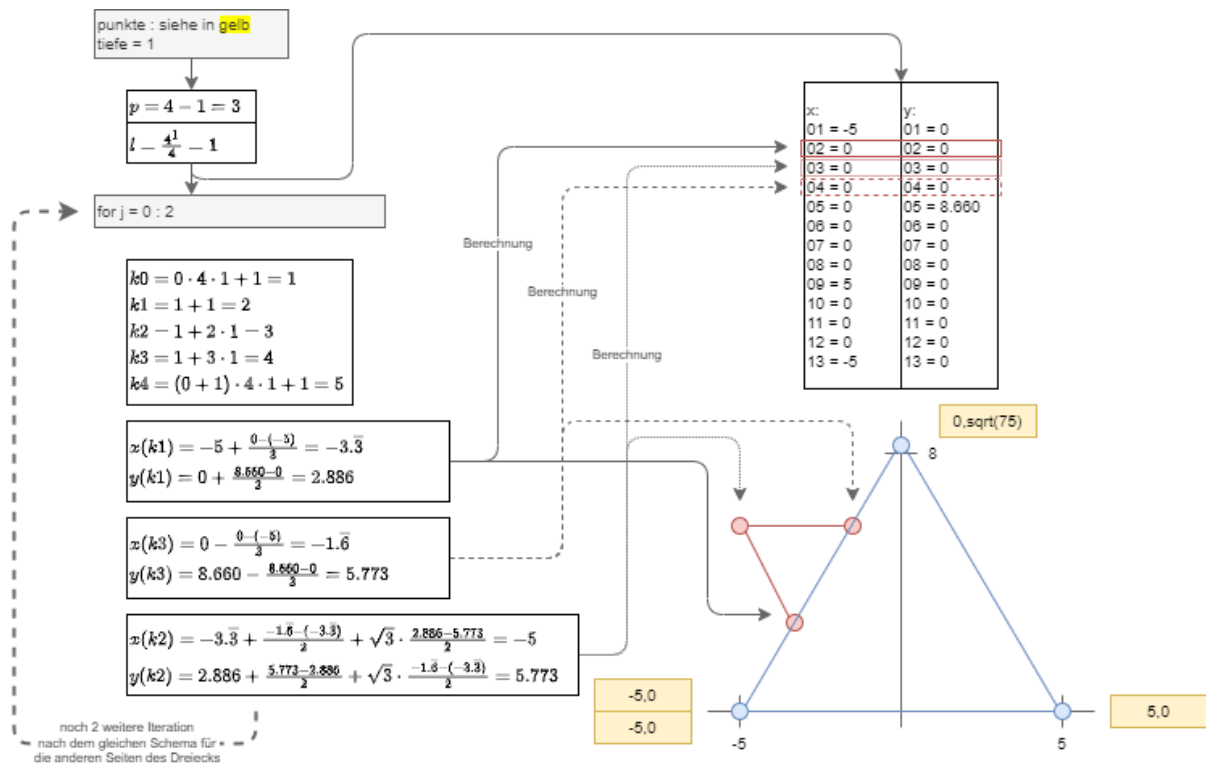 punkte : siehe in gelb
tiefe = 1
p = 4 − 1 = 3
l − 4^1/4 − 1
for j = 0 : 2
k0 = 0 · 4 · 1 + 1 = 1
k1 = 1 + 1 = 2
k2 − 1 + 2 · 1 − 3
k3 = 1 + 3 · 1 = 4
k4 = (0 + 1) · 4 · 1 + 1 = 5
x(k1) = −5 + (0−(−5))/3 = −3.3̅
y(k1) = 0 + (8.660−0)/3 = 2.886
x(k3) = 0 − (0−(−5))/3 = −1.6̅
y(k3) = 8.660 − (8.660−0)/3 = 5.773
x(k2) = −3.3̅ + (−1.6̅−(−3.3̅))/2 + √3 · (2.886−5.773)/2 = −5
y(k2) = 2.886 + (5.773−2.886)/2 + √3 · (−1.6̅−(−3.3̅))/2 = 5.773
noch 2 weitere Iteration
nach dem gleichen Schema für
die anderen Seiten des Dreiecks
Berechnung
Berechnung
Berechnung
x: y:
01 = -5 01 = 0
02 = 0 02 = 0
03 = 0 03 = 0
04 = 0 04 = 0
05 = 0 05 = 8.660
06 = 0 06 = 0
07 = 0 07 = 0
08 = 0 08 = 0
09 = 5 09 = 0
10 = 0 10 = 0
11 = 0 11 = 0
12 = 0 12 = 0
13 = -5 13 = 0
0,sqrt(75)
8
-5,0
-5,0
5,0
-5
5